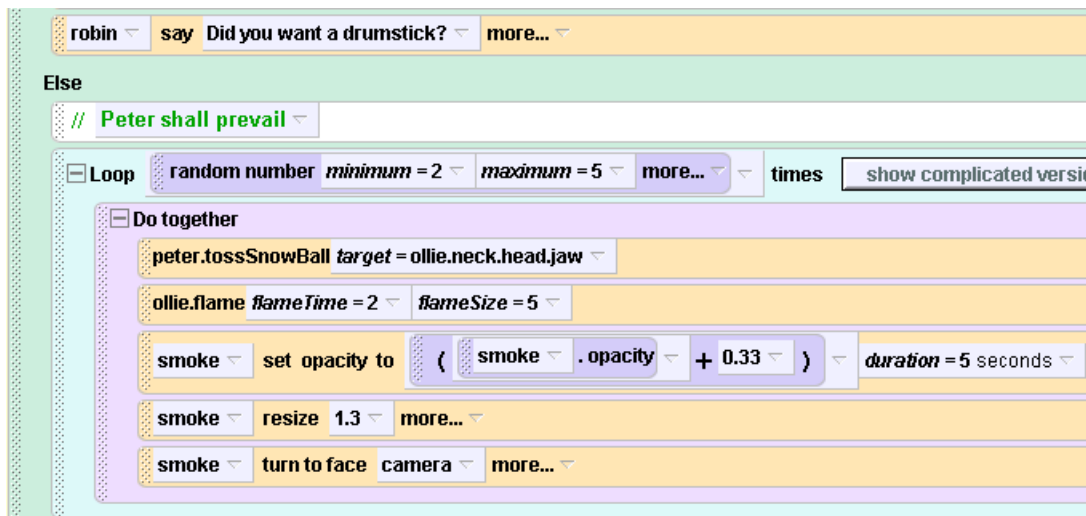 robin say Did you want a drumstick? more...
Else
// Peter shall prevail
Loop random number minimum = 2 maximum = 5 more... times show complicated
Do together
peter.tossSnowBall target = ollie.neck.head.jaw
ollie.flame flameTime = 2 flameSize = 5
smoke set opacity to ( smoke . opacity + 0.33 ) duration = 5 seconds
smoke resize 1.3 more...
smoke turn to face camera more...